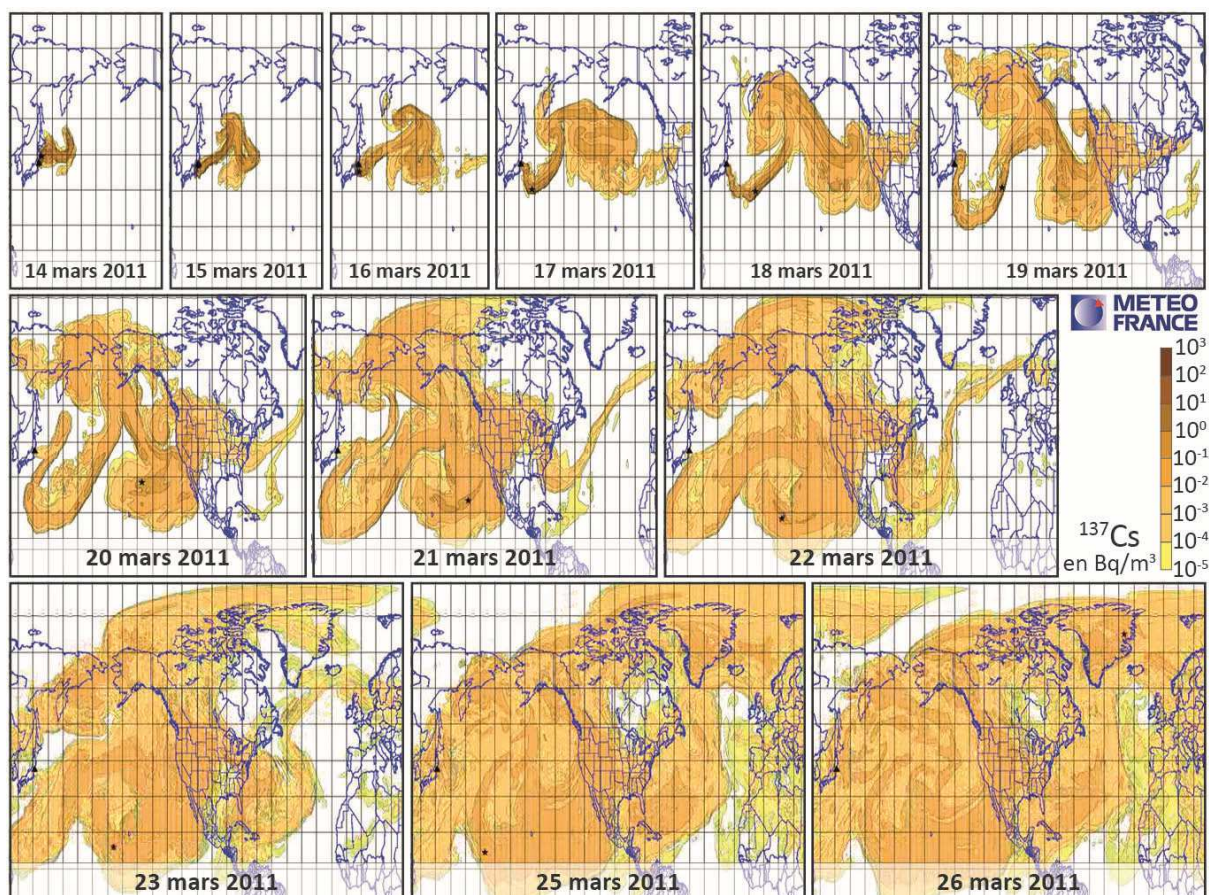 14 mars 2011
15 mars 2011
16 mars 2011
17 mars 2011
18 mars 2011
19 mars 2011
20 mars 2011
21 mars 2011
22 mars 2011
METEO
FRANCE
10³
10²
10¹
10⁰
10⁻¹
10⁻²
10⁻³
10⁻⁴
10⁻⁵
¹³⁷Cs
en Bq/m³
23 mars 2011
25 mars 2011
26 mars 2011